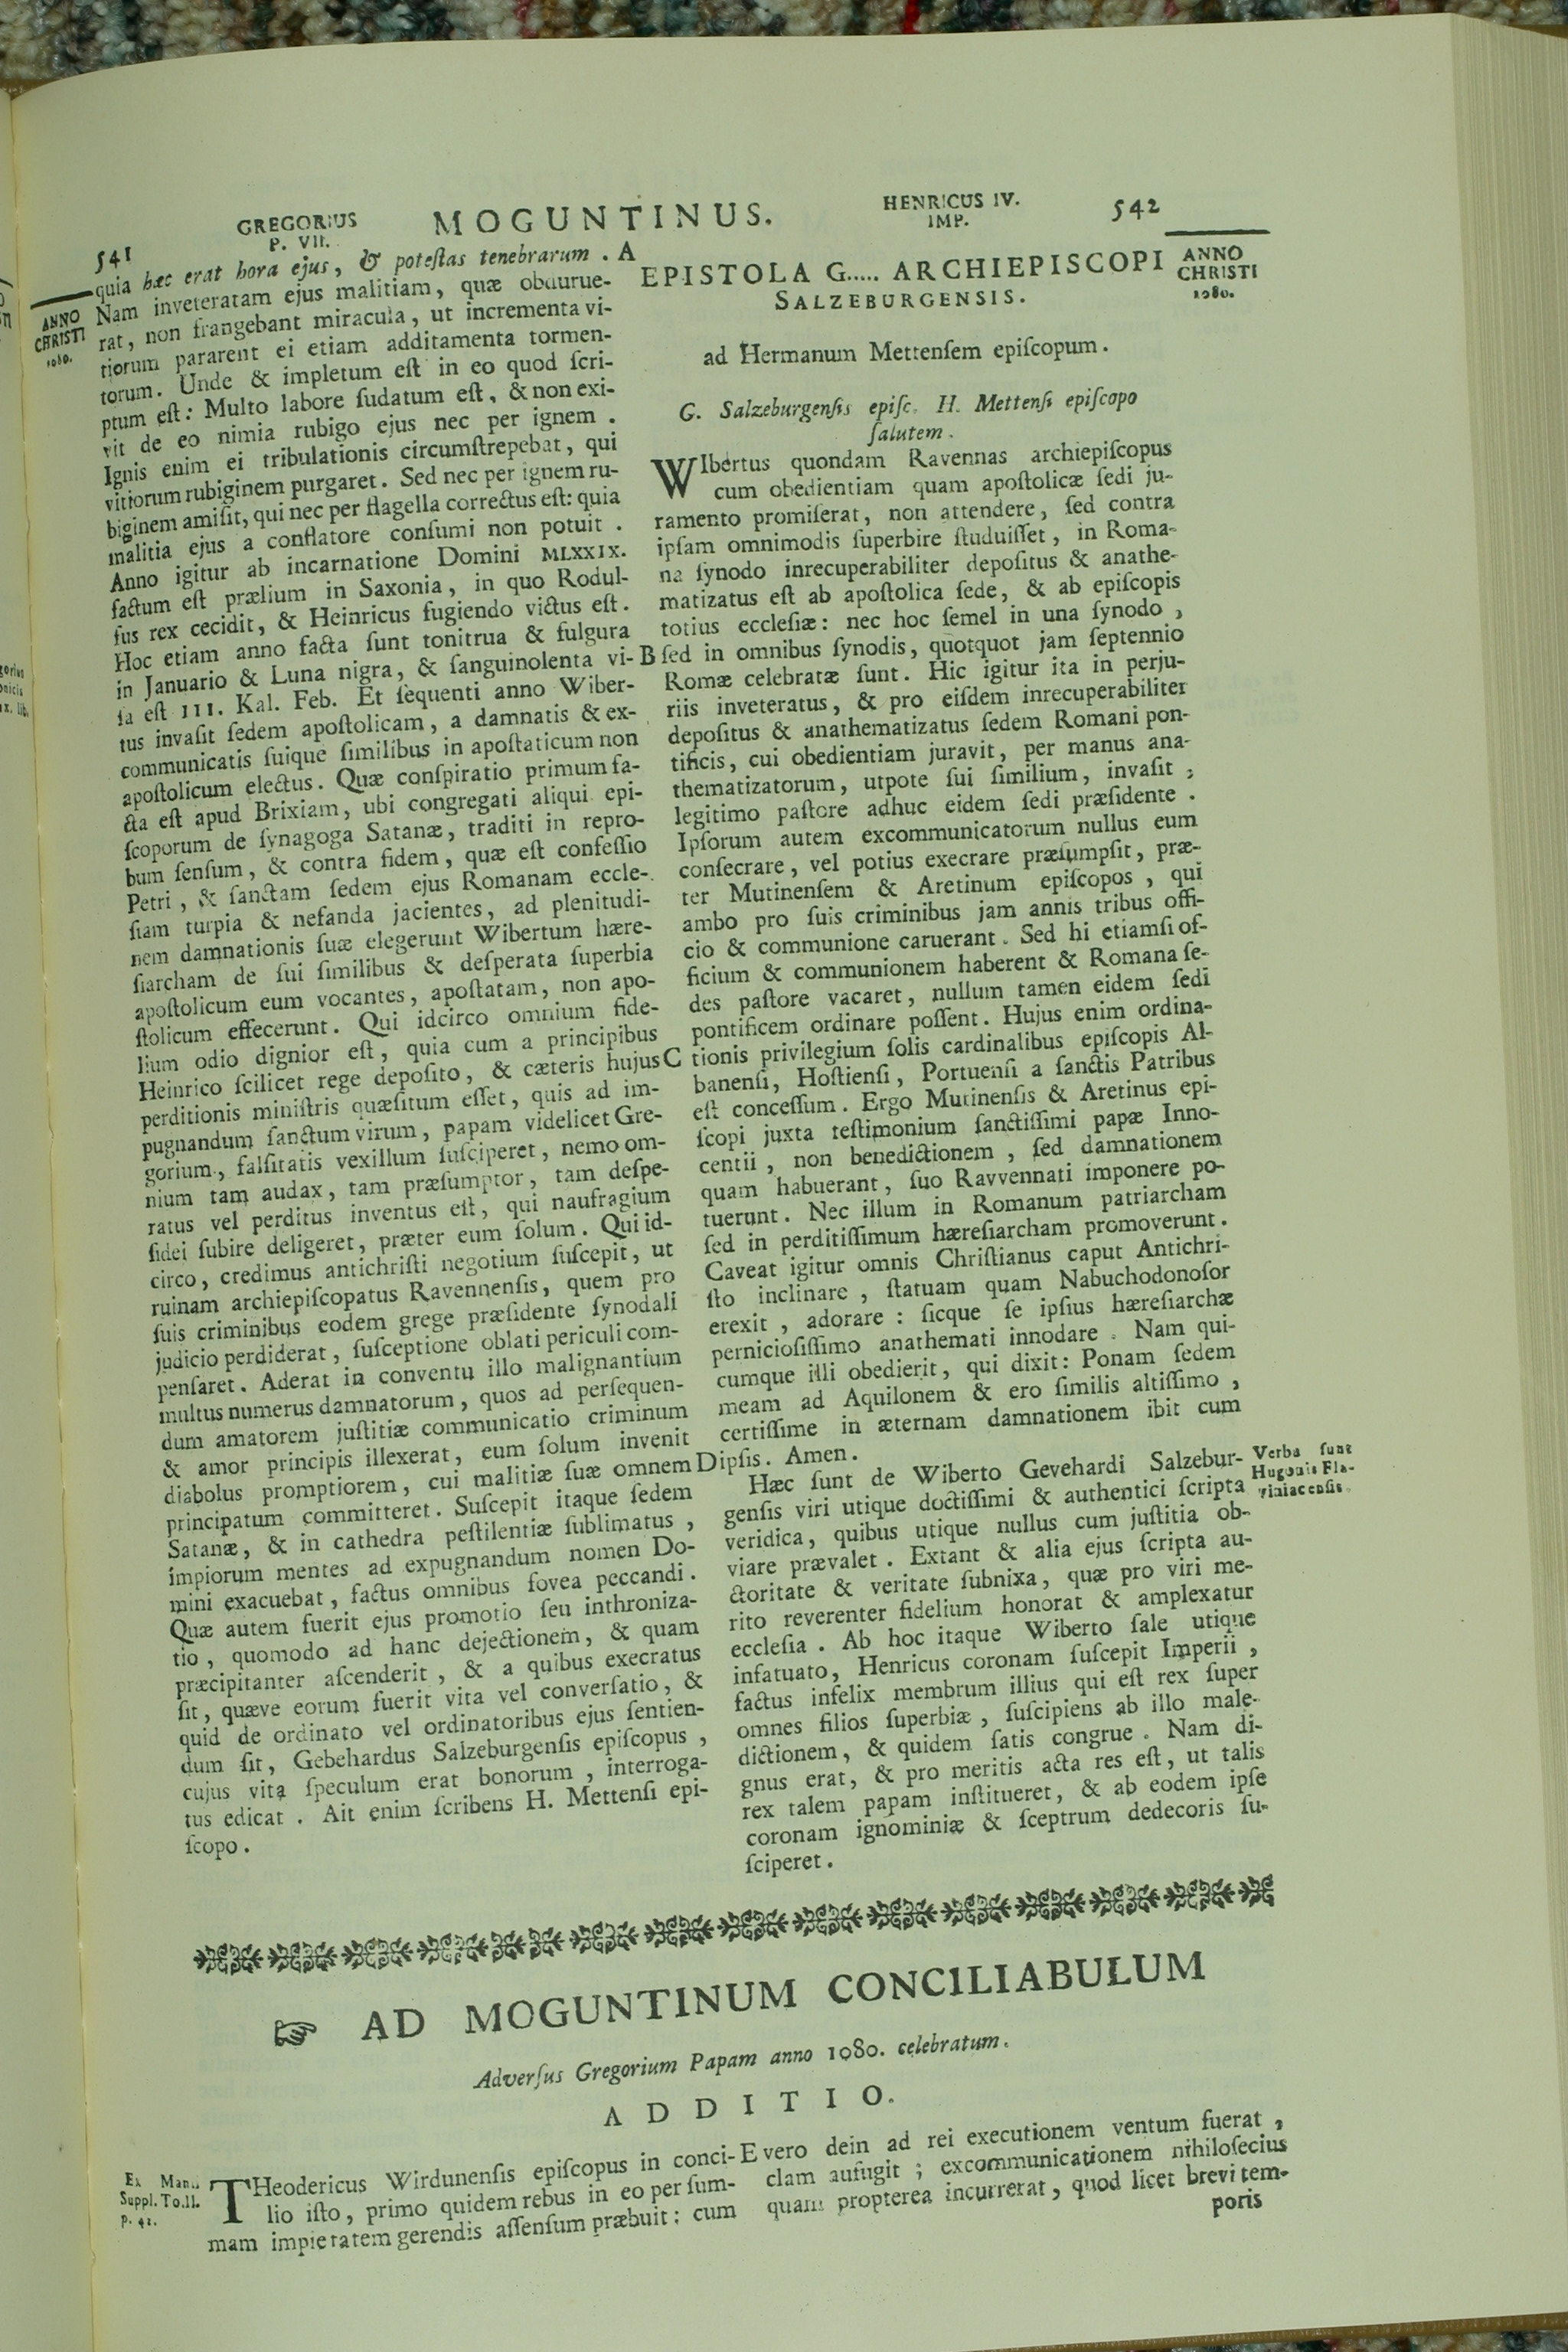 541
GREGORIUS
P. VII.
MOGUNTINUS.
HENRICUS IV.
IMP.
542
ANNO
CHRISTI
1080.
quia hæc erat hora ejus, & poteſtas tenebrarum . A
Nam inveteratam ejus malitiam, quæ obdurue-
rat, non frangebant miracula, ut incrementa vi-
tiorum pararent ei etiam additamenta tormen-
torum. Unde & impletum eſt in eo quod ſcri-
ptum eſt: Multo labore ſudatum eſt, & non exi-
vit de eo nimia rubigo ejus nec per ignem .
Ignis enim ei tribulationis circumſtrepebat, qui
vitiorum rubiginem purgaret. Sed nec per ignem ru-
biginem amiſit, qui nec per flagella correctus eſt: quia
malitia ejus a conflatore conſumi non potuit .
Anno igitur ab incarnatione Domini MLXXIX.
factum eſt prælium in Saxonia, in quo Rodul-
fus rex cecidit, & Heinricus fugiendo victus eſt.
Hoc etiam anno facta ſunt tonitrua & fulgura
in Januario & Luna nigra, & ſanguinolenta vi- B
ſa eſt III. Kal. Feb. Et ſequenti anno Wiber-
tus invaſit ſedem apoſtolicam, a damnatis & ex-
communicatis ſuique ſimilibus in apoſtaticum non
apoſtolicum electus. Quæ conſpiratio primum fa-
cta eſt apud Brixiam, ubi congregati aliqui epi-
ſcoporum de ſynagoga Satanæ, traditi in repro-
bum ſenſum, & contra fidem, quæ eſt confeſſio
Petri, & ſanctam ſedem ejus Romanam eccle-
ſiam turpia & nefanda jacientes, ad plenitudi-
nem damnationis ſuæ elegerunt Wibertum hære-
ſiarcham de ſui ſimilibus & deſperata ſuperbia
apoſtolicum eum vocantes, apoſtatam, non apo-
ſtolicum effecerunt. Qui idcirco omnium fide-
lium odio dignior eſt, quia cum a principibus
Heinrico ſcilicet rege depoſito, & cæteris hujus C
perditionis miniſtris quæſitum eſſet, quis ad im-
pugnandum ſanctum virum, papam videlicet Gre-
gorium, falſitatis vexillum ſuſciperet, nemo om-
nium tam audax, tam præſumptor, tam deſpe-
ratus vel perditus inventus eſt, qui naufragium
fidei ſubire deligeret, præter eum ſolum. Qui id-
circo, credimus antichriſti negotium ſuſcepit, ut
ruinam archiepiſcopatus Ravennenſis, quem pro
ſuis criminibus eodem grege præſidente ſynodali
judicio perdiderat, ſuſceptione oblati periculi com-
penſaret. Aderat in conventu illo malignantium
multus numerus damnatorum, quos ad perſequen-
dum amatorem juſtitiæ communicatio criminum
& amor principis illexerat, eum ſolum invenit
diabolus promptiorem, cui malitiæ ſuæ omnem D
principatum committeret. Suſcepit itaque ſedem
Satanæ, & in cathedra peſtilentiæ ſublimatus ,
impiorum mentes ad expugnandum nomen Do-
mini exacuebat, factus omnibus fovea peccandi.
Quæ autem fuerit ejus promotio ſeu inthroniza-
tio, quomodo ad hanc dejectionem, & quam
præcipitanter aſcenderit, & a quibus execratus
ſit, quæve eorum fuerit vita vel converſatio, &
quid de ordinato vel ordinatoribus ejus ſentien-
dum ſit, Gebehardus Salzeburgenſis epiſcopus ,
cujus vita ſpeculum erat bonorum , interroga-
tus edicat . Ait enim ſcribens H. Mettenſi epi-
ſcopo.
EPISTOLA G..... ARCHIEPISCOPI
SALZEBURGENSIS.
ad Hermanum Mettenſem epiſcopum.
G. Salzeburgenſis epiſc. H. Mettenſi epiſcopo
ſalutem.
WIbertus quondam Ravennas archiepiſcopus
cum obedientiam quam apoſtolicæ ſedi ju-
ramento promiſerat, non attendere, ſed contra
ipſam omnimodis ſuperbire ſtuduiſſet, in Roma-
na ſynodo inrecuperabiliter depoſitus & anathe-
matizatus eſt ab apoſtolica ſede, & ab epiſcopis
totius eccleſiæ: nec hoc ſemel in una ſynodo ,
ſed in omnibus ſynodis, quotquot jam ſeptennio
Romæ celebratæ ſunt. Hic igitur ita in perju-
riis inveteratus, & pro eiſdem inrecuperabiliter
depoſitus & anathematizatus ſedem Romani pon-
tificis, cui obedientiam juravit, per manus ana-
thematizatorum, utpote ſui ſimilium, invaſit ;
legitimo paſtore adhuc eidem ſedi præſidente .
Ipſorum autem excommunicatorum nullus eum
conſecrare, vel potius execrare præſumpſit, præ-
ter Mutinenſem & Aretinum epiſcopos , qui
ambo pro ſuis criminibus jam annis tribus offi-
cio & communione caruerant. Sed hi etiamſi of-
ficium & communionem haberent & Romana ſe-
des paſtore vacaret, nullum tamen eidem ſedi
pontificem ordinare poſſent. Hujus enim ordina-
tionis privilegium ſolis cardinalibus epiſcopis Al-
banenſi, Hoſtienſi, Portuenſi a ſanctis Patribus
eſt conceſſum. Ergo Mutinenſis & Aretinus epi-
ſcopi juxta teſtimonium ſanctiſſimi papæ Inno-
centii, non benedictionem, ſed damnationem
quam habuerant, ſuo Ravvennati imponere po-
tuerunt. Nec illum in Romanum patriarcham
ſed in perditiſſimum hæreſiarcham promoverunt.
Caveat igitur omnis Chriſtianus caput Antichri-
ſto inclinare , ſtatuam quam Nabuchodonoſor
erexit , adorare : ſicque ſe ipſius hæreſiarchæ
pernicioſiſſimo anathemati innodare . Nam qui-
cumque illi obedierit, qui dixit: Ponam ſedem
meam ad Aquilonem & ero ſimilis altiſſimo ,
certiſſime in æternam damnationem ibit cum
ipſis. Amen.
Hæc ſunt de Wiberto Gevehardi Salzebur-
genſis viri utique doctiſſimi & authentici ſcripta
veridica, quibus utique nullus cum juſtitia ob-
viare prævalet. Extant & alia ejus ſcripta au-
ctoritate & veritate ſubnixa, quæ pro viri me-
rito reverenter fidelium honorat & amplexatur
eccleſia . Ab hoc itaque Wiberto ſale utique
infatuato, Henricus coronam ſuſcepit Imperii ,
factus infelix membrum illius qui eſt rex ſuper
omnes filios ſuperbiæ, ſuſcipiens ab illo male-
dictionem, & quidem ſatis congrue . Nam di-
gnus erat, & pro meritis acta res eſt, ut talis
rex talem papam inſtitueret, & ab eodem ipſe
coronam ignominiæ & ſceptrum dedecoris ſu-
ſciperet.
ANNO
CHRISTI
1080.
Verba ſunt
Hugonis Fla-
viniacenſis.
☞ AD MOGUNTINUM CONCILIABULUM
Adverſus Gregorium Papam anno 1080. celebratum.
ADDITIO.
Ex Manſi
Suppl. To.II.
p. 42.
THeodericus Wirdunenſis epiſcopus in conci- E
lio iſto, primo quidem rebus in eo per ſum-
mam impietatem gerendis aſſenſum præbuit; cum
vero dein ad rei executionem ventum fuerat ,
clam aufugit ; excommunicationem nihiloſecius
quam propterea incurrerat, quod licet brevi tem-
poris